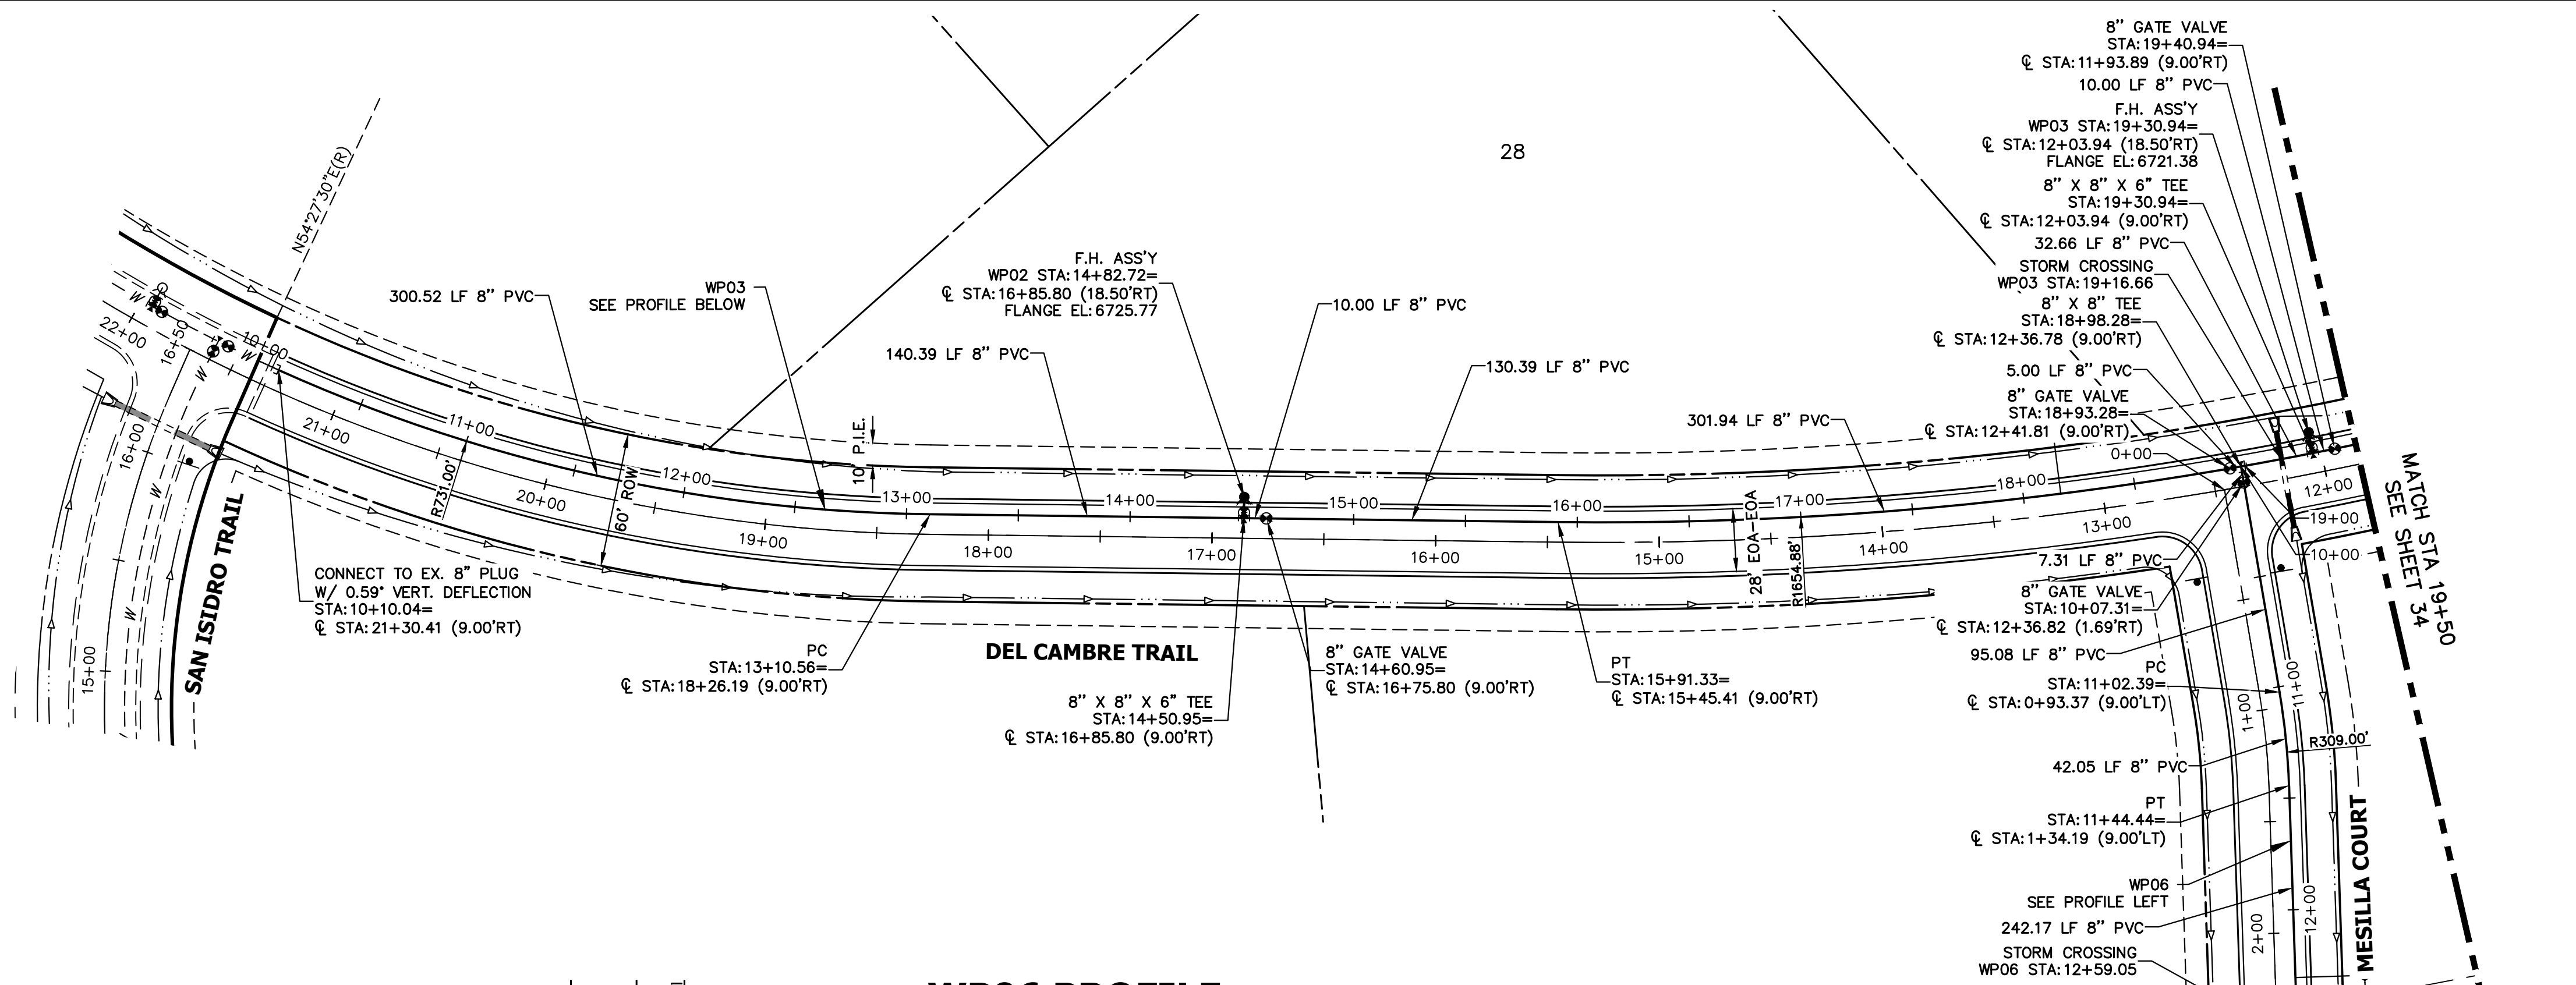 8" GATE VALVE
STA:19+40.94=
℄ STA:11+93.89 (9.00'RT)
10.00 LF 8" PVC
F.H. ASS'Y
WP03 STA:19+30.94=
℄ STA:12+03.94 (18.50'RT)
FLANGE EL:6721.38
8" X 8" X 6" TEE
STA:19+30.94=
℄ STA:12+03.94 (9.00'RT)
32.66 LF 8" PVC
STORM CROSSING
WP03 STA:19+16.66
8" X 8" TEE
STA:18+98.28=
℄ STA:12+36.78 (9.00'RT)
5.00 LF 8" PVC
8" GATE VALVE
STA:18+93.28=
℄ STA:12+41.81 (9.00'RT)
0+00
28
N54°27'30"E(R)
F.H. ASS'Y
WP02 STA:14+82.72=
℄ STA:16+85.80 (18.50'RT)
FLANGE EL:6725.77
WP03
SEE PROFILE BELOW
300.52 LF 8" PVC
10.00 LF 8" PVC
140.39 LF 8" PVC
130.39 LF 8" PVC
301.94 LF 8" PVC
10' P.I.E.
W
W
W
W
W
22+00
16+50
10+00
16+00
15+00
21+00
11+00
R731.00'
20+00
60' ROW
12+00
19+00
13+00
18+00
14+00
17+00
15+00
16+00
16+00
15+00
28' EOA-EOA
17+00
R1654.88'
14+00
18+00
13+00
12+00
19+00
10+00
MATCH STA 19+50
SEE SHEET 34
SAN ISIDRO TRAIL
CONNECT TO EX. 8" PLUG
W/ 0.59° VERT. DEFLECTION
STA:10+10.04=
℄ STA:21+30.41 (9.00'RT)
PC
STA:13+10.56=
℄ STA:18+26.19 (9.00'RT)
DEL CAMBRE TRAIL
8" X 8" X 6" TEE
STA:14+50.95=
℄ STA:16+85.80 (9.00'RT)
8" GATE VALVE
STA:14+60.95=
℄ STA:16+75.80 (9.00'RT)
PT
STA:15+91.33=
℄ STA:15+45.41 (9.00'RT)
7.31 LF 8" PVC
8" GATE VALVE
STA:10+07.31=
℄ STA:12+36.82 (1.69'RT)
95.08 LF 8" PVC
PC
STA:11+02.39=
℄ STA:0+93.37 (9.00'LT)
1+00
11+00
R309.00'
42.05 LF 8" PVC
PT
STA:11+44.44=
℄ STA:1+34.19 (9.00'LT)
WP06
SEE PROFILE LEFT
242.17 LF 8" PVC
2+00
12+00
MESILLA COURT
STORM CROSSING
WP06 STA:12+59.05
WP06 PROFILE